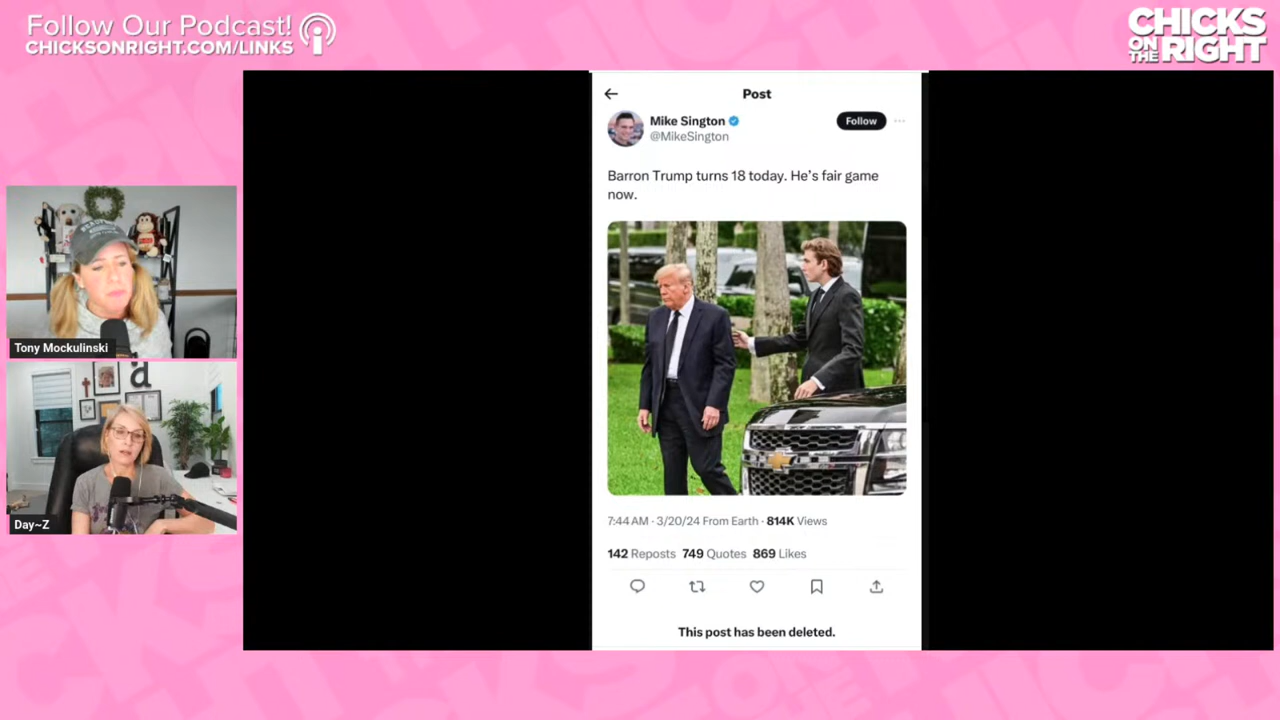 Follow Our Podcast!
CHICKSONRIGHT.COM/LINKS
CHICKS
ON THE RIGHT
Post
Mike Sington
@MikeSington
Follow
Barron Trump turns 18 today. He's fair game
now.
7:44 AM · 3/20/24 From Earth · 814K Views
142 Reposts 749 Quotes 869 Likes
This post has been deleted.
Tony Mockulinski
a
Day~Z